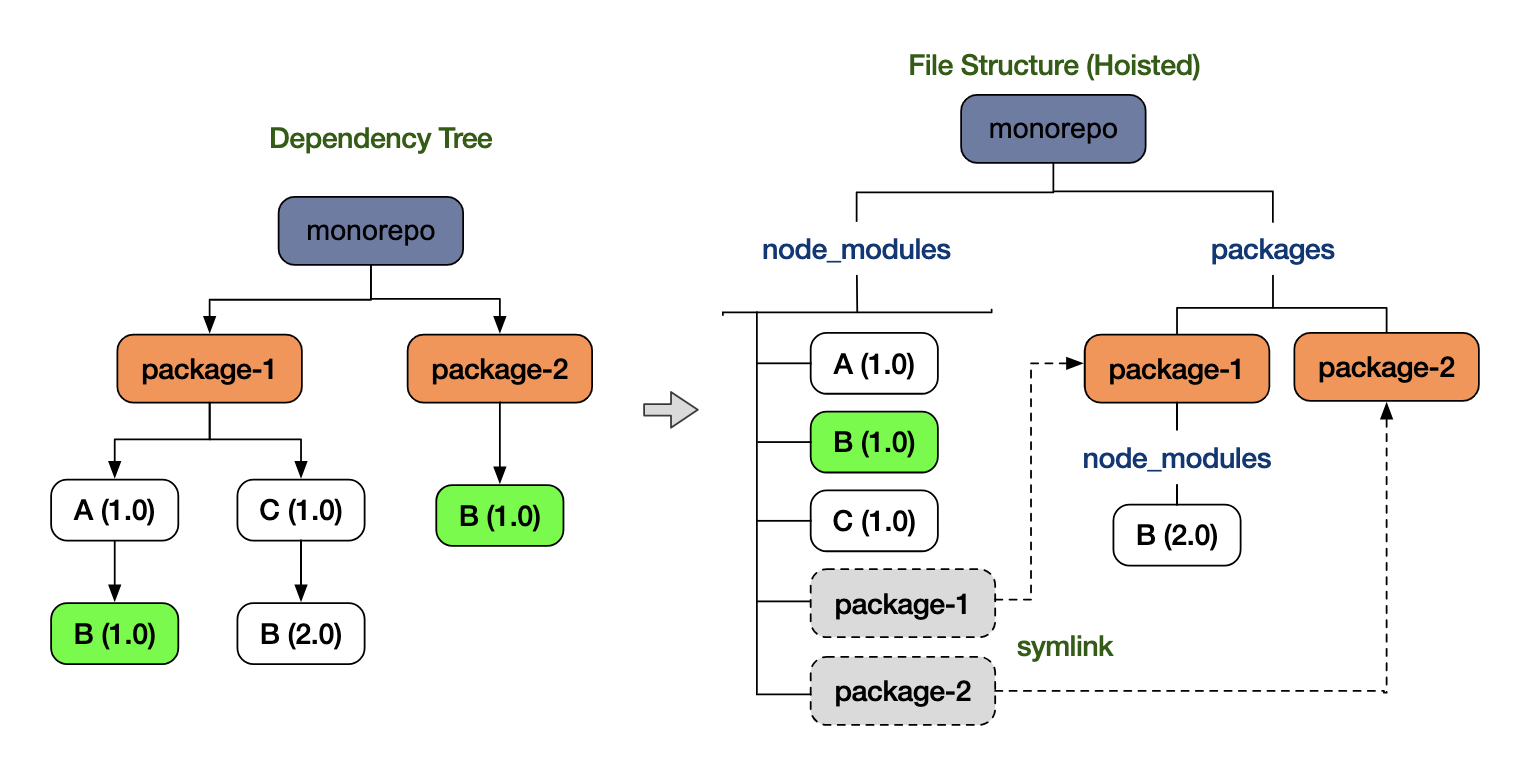 Dependency Tree
monorepo
package-1
package-2
A (1.0)
C (1.0)
B (1.0)
B (1.0)
B (2.0)
File Structure (Hoisted)
monorepo
node_modules
packages
A (1.0)
B (1.0)
C (1.0)
package-1
package-2
symlink
package-1
package-2
node_modules
B (2.0)